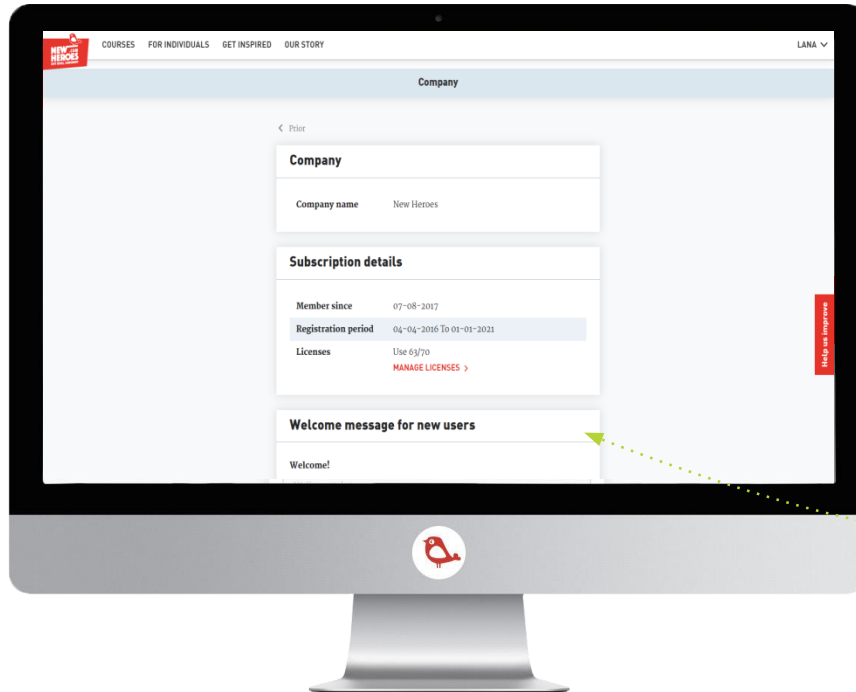 NEW
HEROES
COURSES FOR INDIVIDUALS GET INSPIRED OUR STORY LANA
Company
Prior
Company
Company name New Heroes
Subscription details
Member since 07-08-2017
Registration period 04-04-2016 To 01-01-2021
Licenses Use 63/70
MANAGE LICENSES
Help us improve
Welcome message for new users
Welcome!